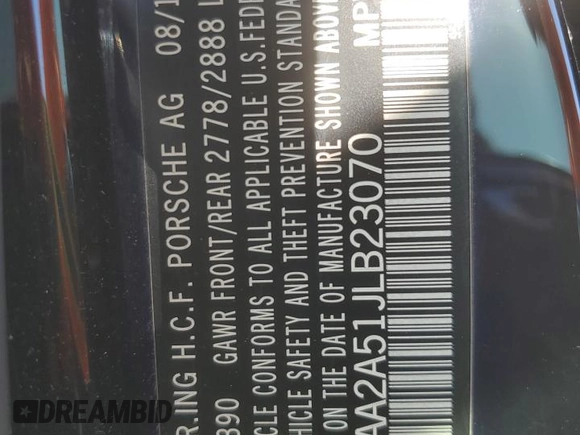 R.ING H.C.F. PORSCHE AG 08/1
390 GAWR FRONT/REAR 2778/2888 L
CLE CONFORMS TO ALL APPLICABLE U.S.FEDE
HICLE SAFETY AND THEFT PREVENTION STANDA
ON THE DATE OF MANUFACTURE SHOWN ABOVE
MP
AA2A51JLB23070
DREAMBID